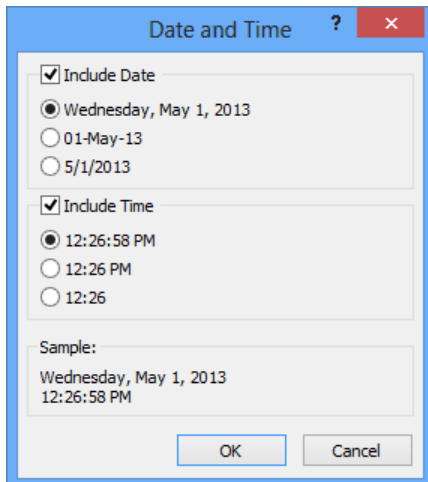 Date and Time ?
Include Date
Wednesday, May 1, 2013
01-May-13
5/1/2013
Include Time
12:26:58 PM
12:26 PM
12:26
Sample:
Wednesday, May 1, 2013
12:26:58 PM
OK Cancel